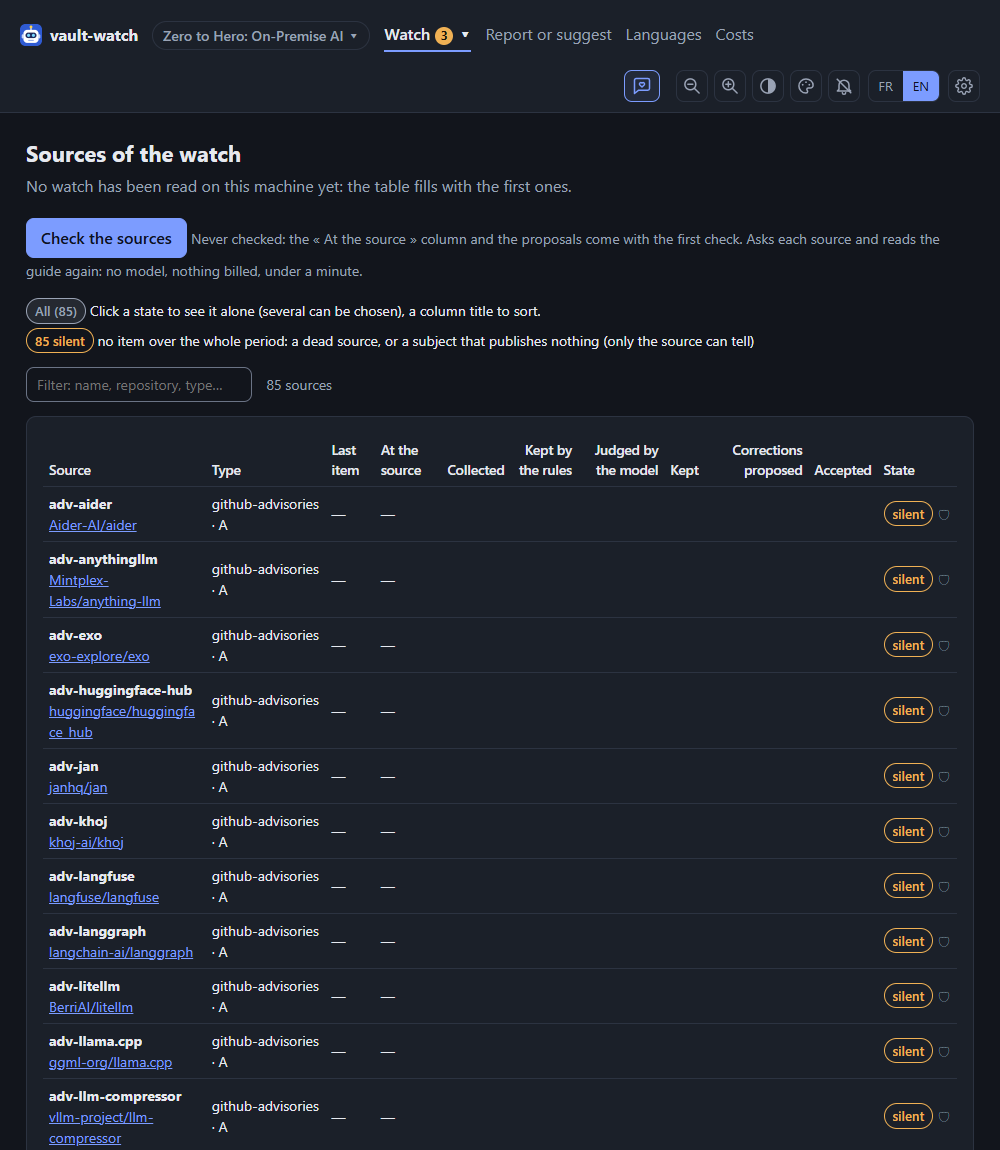 vault-watch
Zero to Hero: On-Premise AI ▾
Watch 3 ▾
Report or suggest
Languages
Costs
FR
EN
Sources of the watch
No watch has been read on this machine yet: the table fills with the first ones.
Check the sources
Never checked: the « At the source » column and the proposals come with the first check. Asks each source and reads the
guide again: no model, nothing billed, under a minute.
All (85) Click a state to see it alone (several can be chosen), a column title to sort.
85 silent no item over the whole period: a dead source, or a subject that publishes nothing (only the source can tell)
Filter: name, repository, type...
85 sources
Source
Type
Last
item
At the
source
Collected
Kept by
the rules
Judged by
the model
Kept
Corrections
proposed
Accepted
State
adv-aider
Aider-AI/aider
github-advisories
· A
—
—
silent
adv-anythingllm
Mintplex-
Labs/anything-llm
github-advisories
· A
—
—
silent
adv-exo
exo-explore/exo
github-advisories
· A
—
—
silent
adv-huggingface-hub
huggingface/huggingfa
ce_hub
github-advisories
· A
—
—
silent
adv-jan
janhq/jan
github-advisories
· A
—
—
silent
adv-khoj
khoj-ai/khoj
github-advisories
· A
—
—
silent
adv-langfuse
langfuse/langfuse
github-advisories
· A
—
—
silent
adv-langgraph
langchain-ai/langgraph
github-advisories
· A
—
—
silent
adv-litellm
BerriAI/litellm
github-advisories
· A
—
—
silent
adv-llama.cpp
ggml-org/llama.cpp
github-advisories
· A
—
—
silent
adv-llm-compressor
vllm-project/llm-
compressor
github-advisories
· A
—
—
silent